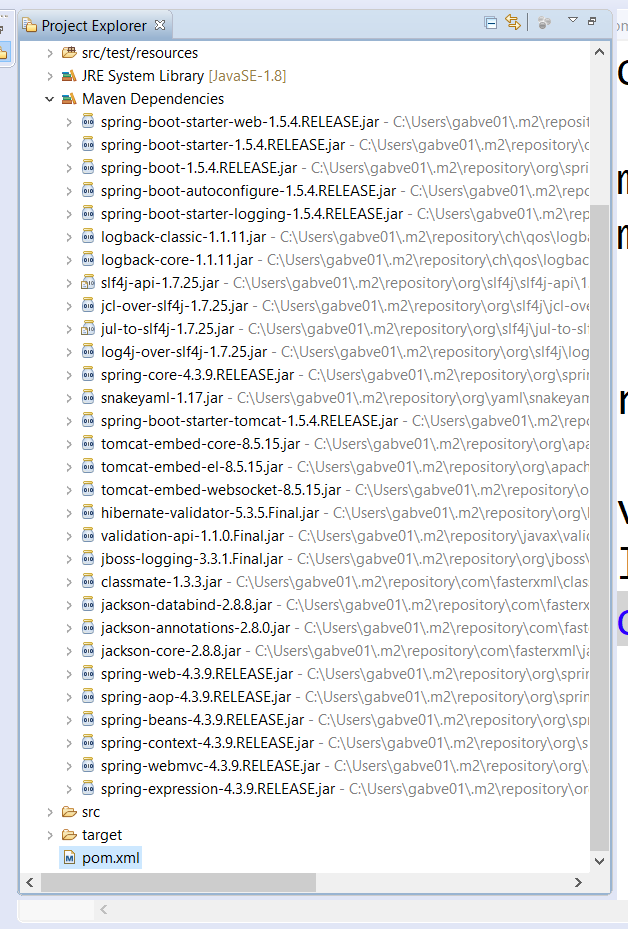 Project Explorer
src/test/resources
JRE System Library [JavaSE-1.8]
Maven Dependencies
spring-boot-starter-web-1.5.4.RELEASE.jar - C:\Users\gabve01\.m2\reposit
spring-boot-starter-1.5.4.RELEASE.jar - C:\Users\gabve01\.m2\repository\o
spring-boot-1.5.4.RELEASE.jar - C:\Users\gabve01\.m2\repository\org\spri
spring-boot-autoconfigure-1.5.4.RELEASE.jar - C:\Users\gabve01\.m2\repo
spring-boot-starter-logging-1.5.4.RELEASE.jar - C:\Users\gabve01\.m2\rep
logback-classic-1.1.11.jar - C:\Users\gabve01\.m2\repository\ch\qos\logba
logback-core-1.1.11.jar - C:\Users\gabve01\.m2\repository\ch\qos\logbac
slf4j-api-1.7.25.jar - C:\Users\gabve01\.m2\repository\org\slf4j\slf4j-api\1.
jcl-over-slf4j-1.7.25.jar - C:\Users\gabve01\.m2\repository\org\slf4j\jcl-ove
jul-to-slf4j-1.7.25.jar - C:\Users\gabve01\.m2\repository\org\slf4j\jul-to-slf
log4j-over-slf4j-1.7.25.jar - C:\Users\gabve01\.m2\repository\org\slf4j\log
spring-core-4.3.9.RELEASE.jar - C:\Users\gabve01\.m2\repository\org\sprin
snakeyaml-1.17.jar - C:\Users\gabve01\.m2\repository\org\yaml\snakeyam
spring-boot-starter-tomcat-1.5.4.RELEASE.jar - C:\Users\gabve01\.m2\repo
tomcat-embed-core-8.5.15.jar - C:\Users\gabve01\.m2\repository\org\apa
tomcat-embed-el-8.5.15.jar - C:\Users\gabve01\.m2\repository\org\apach
tomcat-embed-websocket-8.5.15.jar - C:\Users\gabve01\.m2\repository\o
hibernate-validator-5.3.5.Final.jar - C:\Users\gabve01\.m2\repository\org\h
validation-api-1.1.0.Final.jar - C:\Users\gabve01\.m2\repository\javax\valid
jboss-logging-3.3.1.Final.jar - C:\Users\gabve01\.m2\repository\org\jboss\
classmate-1.3.3.jar - C:\Users\gabve01\.m2\repository\com\fasterxml\clas
jackson-databind-2.8.8.jar - C:\Users\gabve01\.m2\repository\com\fasterx
jackson-annotations-2.8.0.jar - C:\Users\gabve01\.m2\repository\com\fast
jackson-core-2.8.8.jar - C:\Users\gabve01\.m2\repository\com\fasterxml\ja
spring-web-4.3.9.RELEASE.jar - C:\Users\gabve01\.m2\repository\org\sprin
spring-aop-4.3.9.RELEASE.jar - C:\Users\gabve01\.m2\repository\org\sprin
spring-beans-4.3.9.RELEASE.jar - C:\Users\gabve01\.m2\repository\org\spr
spring-context-4.3.9.RELEASE.jar - C:\Users\gabve01\.m2\repository\org\s
spring-webmvc-4.3.9.RELEASE.jar - C:\Users\gabve01\.m2\repository\org\
spring-expression-4.3.9.RELEASE.jar - C:\Users\gabve01\.m2\repository\or
src
target
pom.xml